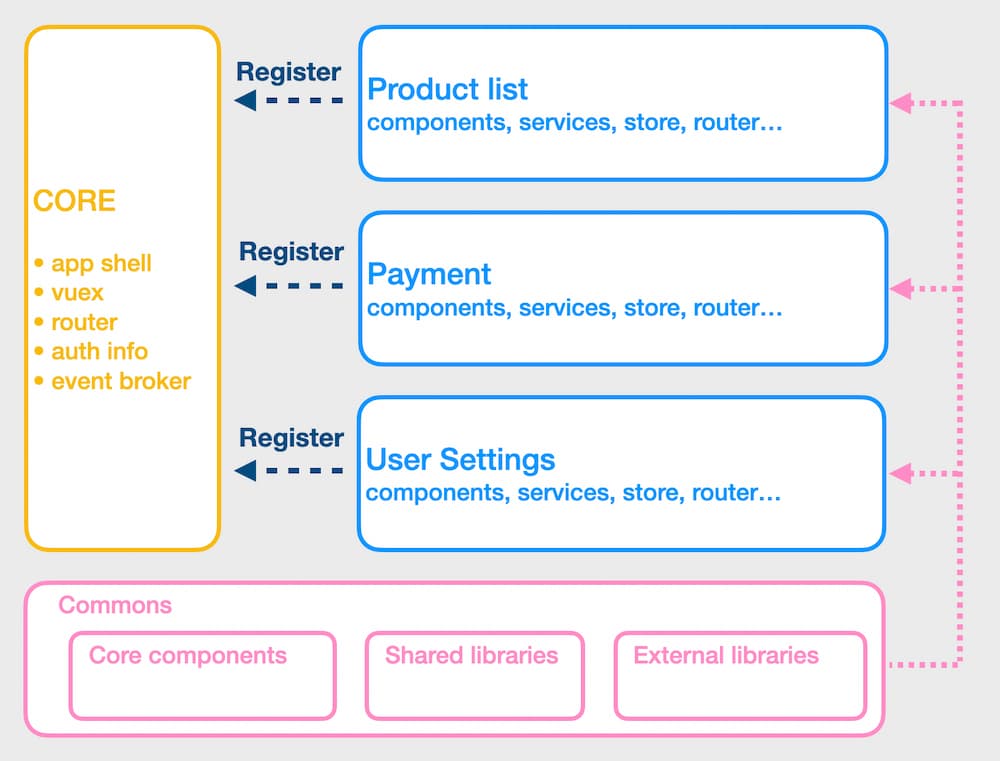 CORE
• app shell
• vuex
• router
• auth info
• event broker
Register
Product list
components, services, store, router…
Register
Payment
components, services, store, router…
Register
User Settings
components, services, store, router…
Commons
Core components
Shared libraries
External libraries